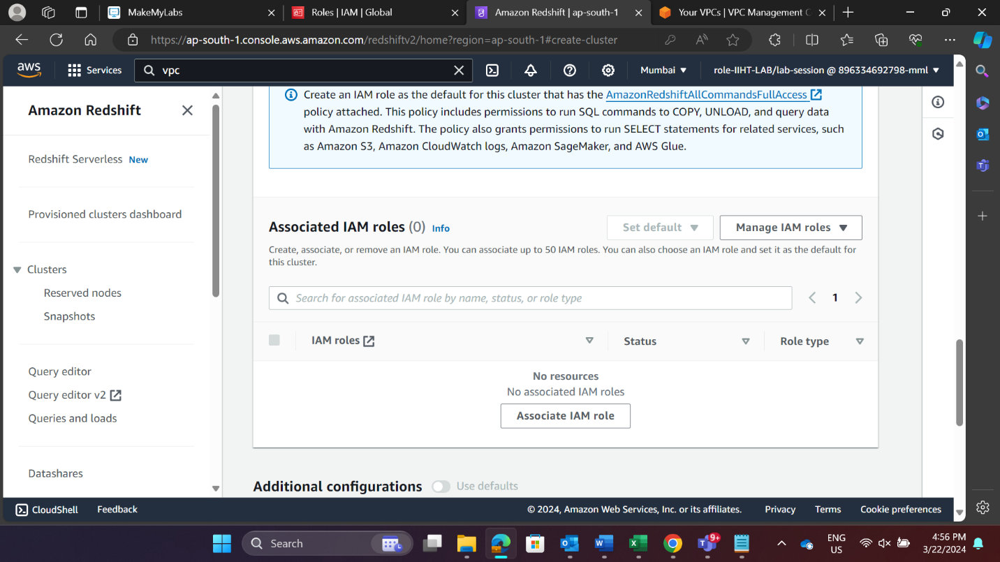 MakeMyLabs
Roles | IAM | Global
Amazon Redshift | ap-south-1
Your VPCs | VPC Management C
https://ap-south-1.console.aws.amazon.com/redshiftv2/home?region=ap-south-1#create-cluster
aws
Services
vpc
Mumbai
role-IIHT-LAB/lab-session @ 896334692798-mml
Amazon Redshift
Redshift Serverless New
Provisioned clusters dashboard
Clusters
Reserved nodes
Snapshots
Query editor
Query editor v2
Queries and loads
Datashares
Create an IAM role as the default for this cluster that has the AmazonRedshiftAllCommandsFullAccess
policy attached. This policy includes permissions to run SQL commands to COPY, UNLOAD, and query data
with Amazon Redshift. The policy also grants permissions to run SELECT statements for related services, such
as Amazon S3, Amazon CloudWatch logs, Amazon SageMaker, and AWS Glue.
Associated IAM roles (0) Info
Set default
Manage IAM roles
Create, associate, or remove an IAM role. You can associate up to 50 IAM roles. You can also choose an IAM role and set it as the default for
this cluster.
Search for associated IAM role by name, status, or role type
1
IAM roles
Status
Role type
No resources
No associated IAM roles
Associate IAM role
Additional configurations
Use defaults
CloudShell
Feedback
© 2024, Amazon Web Services, Inc. or its affiliates.
Privacy
Terms
Cookie preferences
Search
9+
ENG
US
4:56 PM
3/22/2024